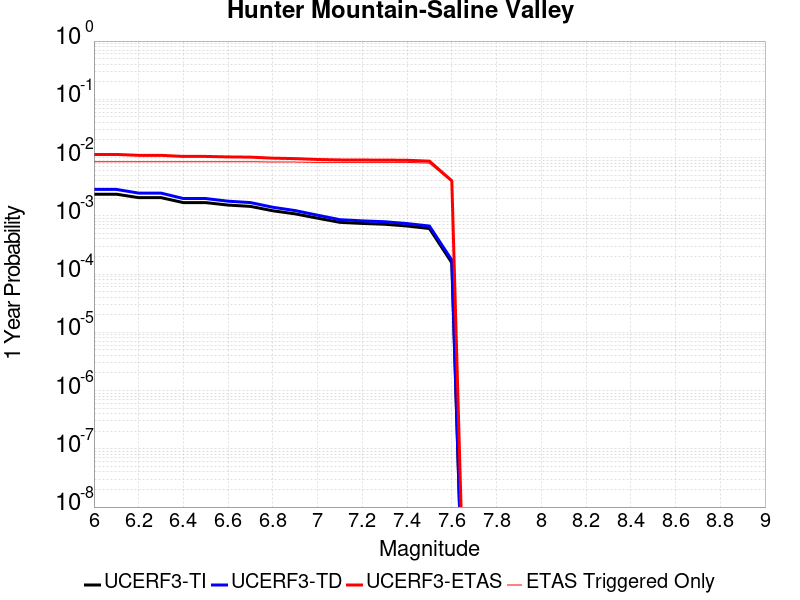 Hunter Mountain-Saline Valley
1 Year Probability
10^0
10^-1
10^-2
10^-3
10^-4
10^-5
10^-6
10^-7
10^-8
6 6.2 6.4 6.6 6.8 7 7.2 7.4 7.6 7.8 8 8.2 8.4 8.6 8.8 9
Magnitude
UCERF3-TI UCERF3-TD UCERF3-ETAS ETAS Triggered Only